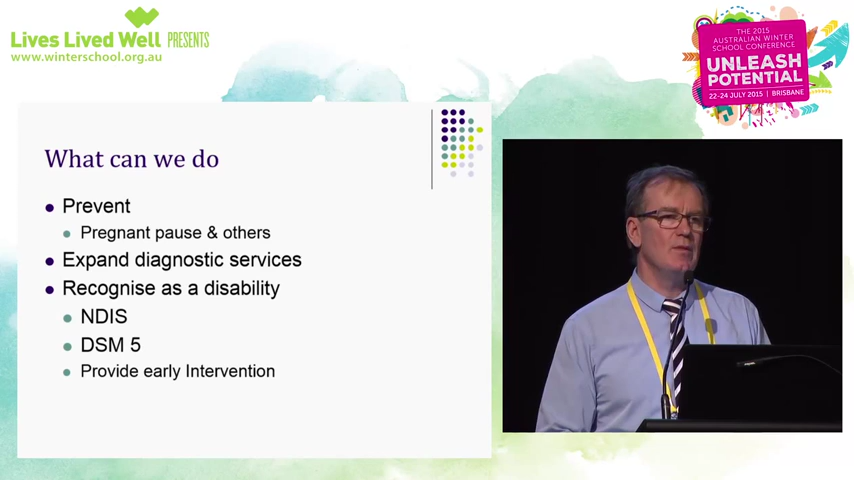 Lives Lived Well PRESENTS
www.winterschool.org.au
THE 2015
AUSTRALIAN WINTER
SCHOOL CONFERENCE
UNLEASH
POTENTIAL
22-24 JULY 2015 | BRISBANE
What can we do
Prevent
Pregnant pause & others
Expand diagnostic services
Recognise as a disability
NDIS
DSM 5
Provide early Intervention